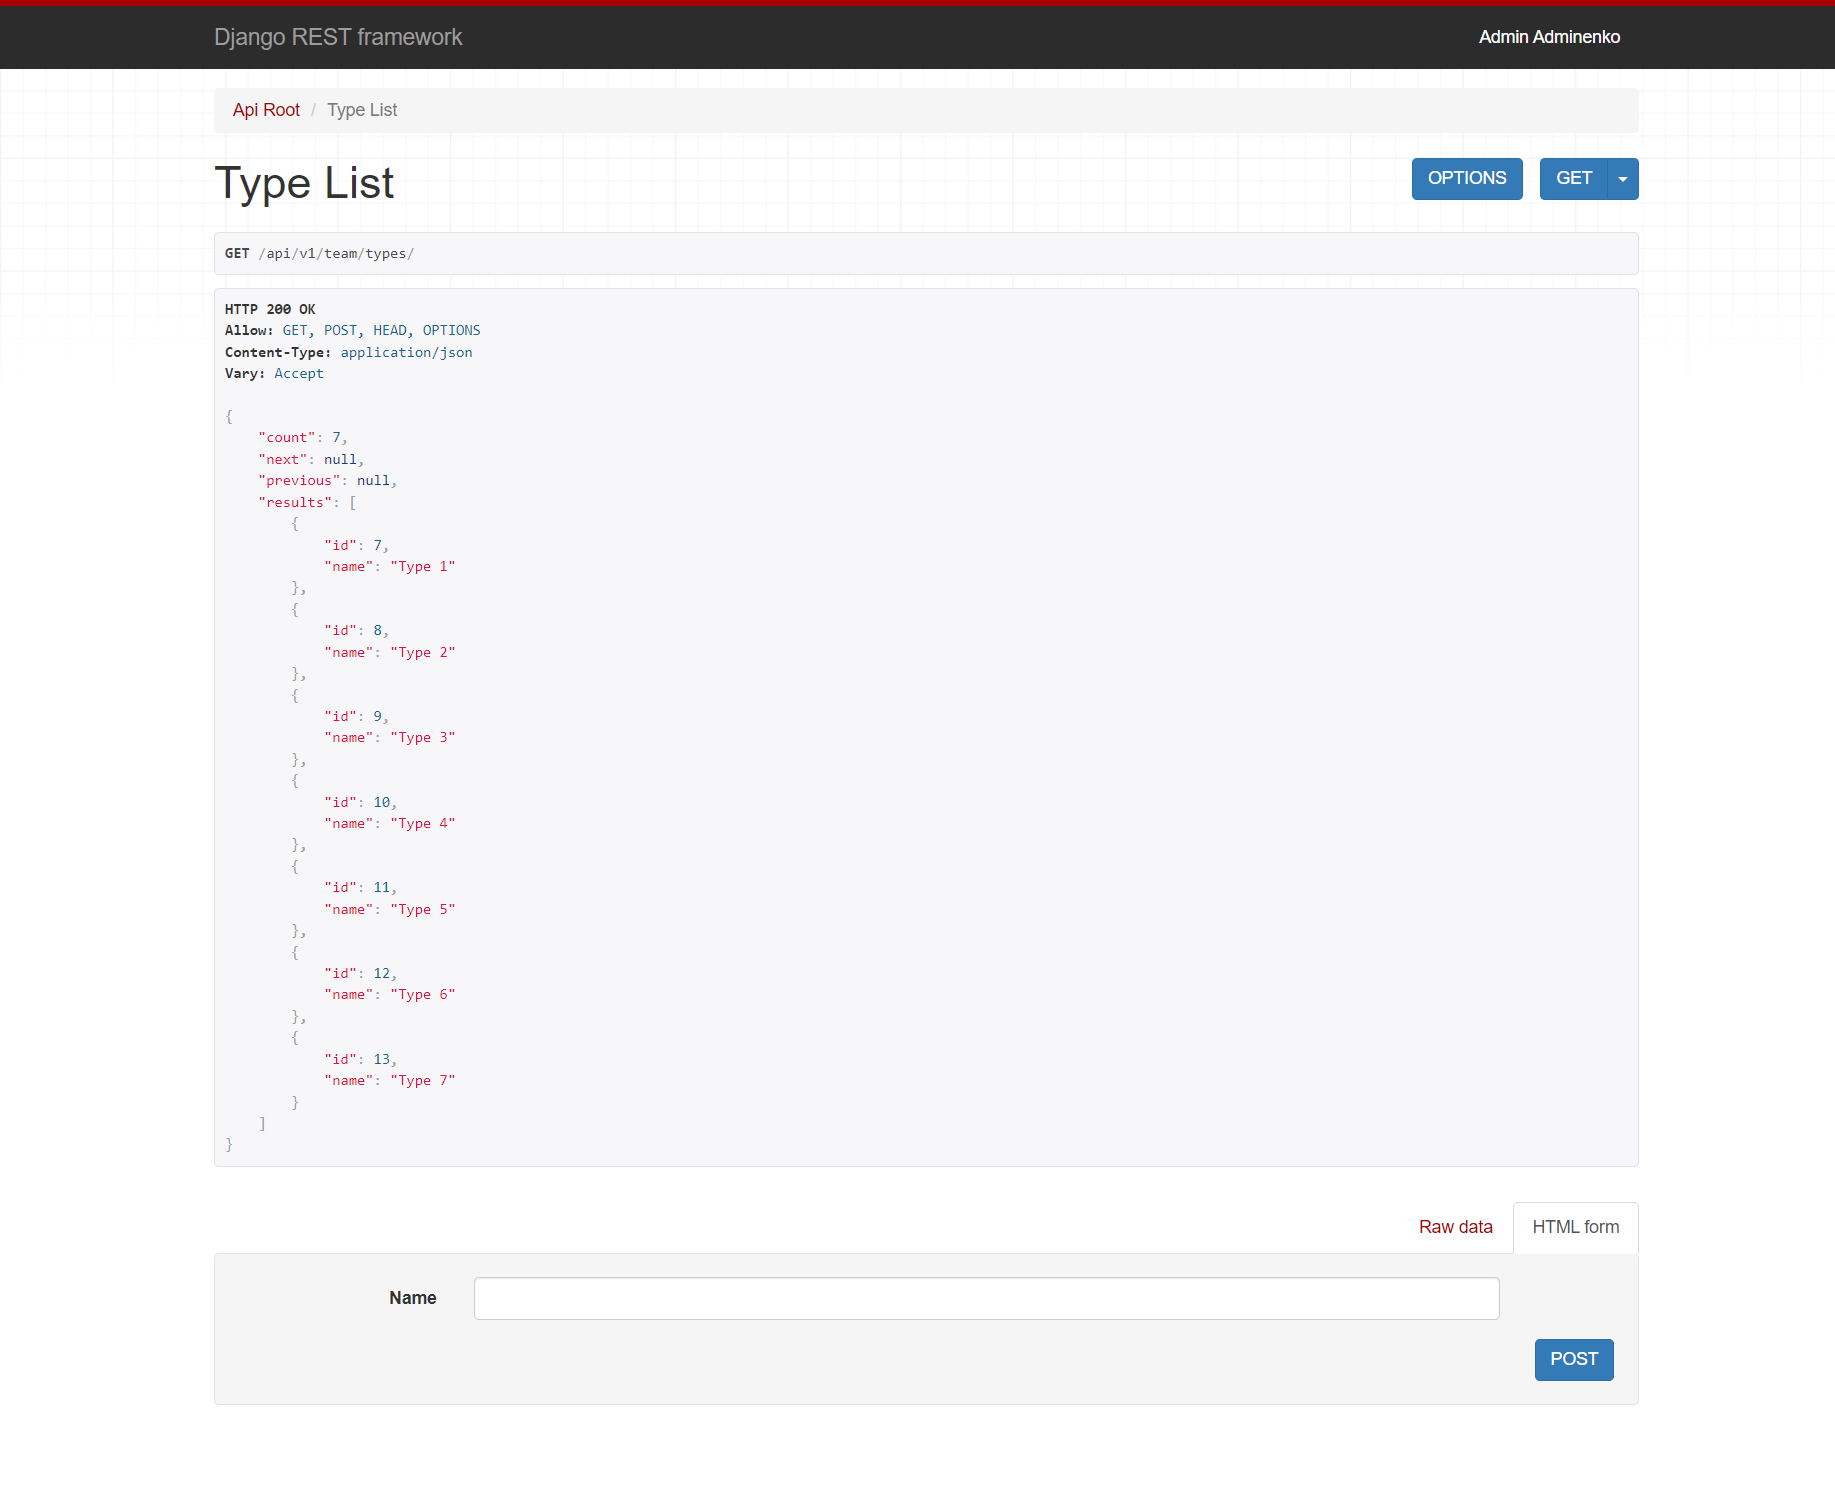 Django REST framework
Admin Adminenko
Api Root / Type List
Type List
OPTIONS
GET
GET /api/v1/team/types/
HTTP 200 OK
Allow: GET, POST, HEAD, OPTIONS
Content-Type: application/json
Vary: Accept
{
    "count": 7,
    "next": null,
    "previous": null,
    "results": [
        {
            "id": 7,
            "name": "Type 1"
        },
        {
            "id": 8,
            "name": "Type 2"
        },
        {
            "id": 9,
            "name": "Type 3"
        },
        {
            "id": 10,
            "name": "Type 4"
        },
        {
            "id": 11,
            "name": "Type 5"
        },
        {
            "id": 12,
            "name": "Type 6"
        },
        {
            "id": 13,
            "name": "Type 7"
        }
    ]
}
Raw data
HTML form
Name
POST